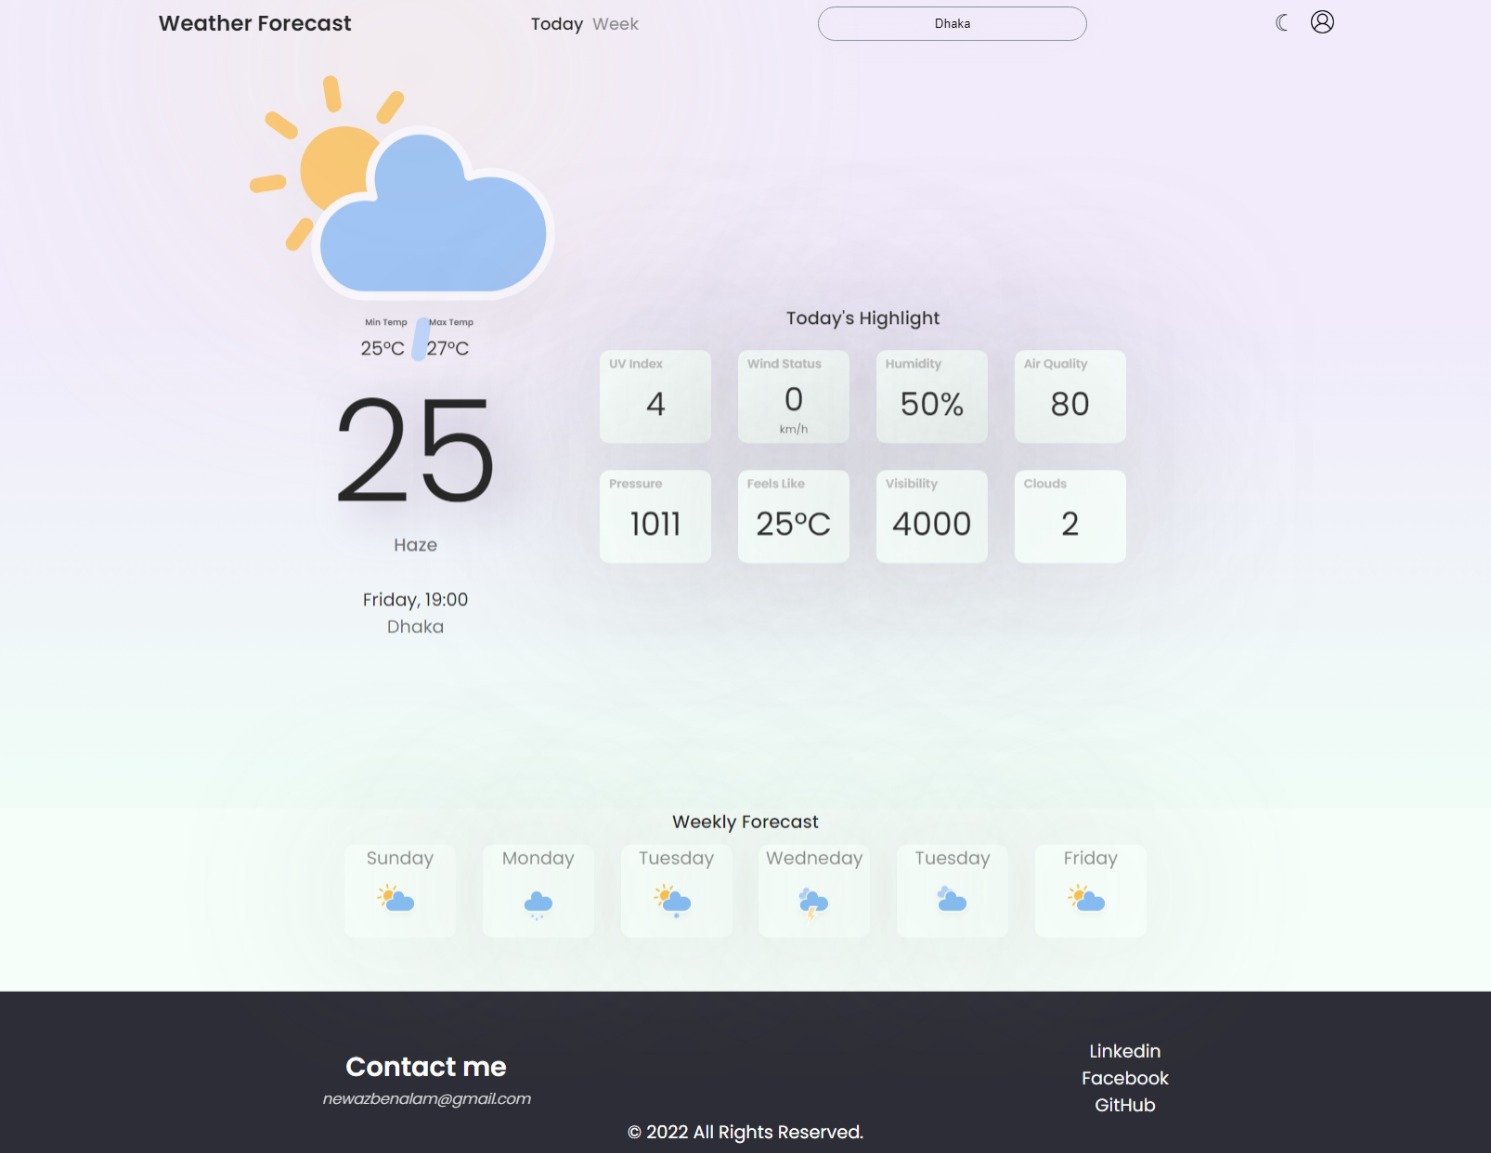 Weather Forecast
Today Week
Dhaka
Min Temp Max Temp
25°C 27°C
25
Haze
Friday, 19:00
Dhaka
Today's Highlight
UV Index
4
Wind Status
0
km/h
Humidity
50%
Air Quality
80
Pressure
1011
Feels Like
25°C
Visibility
4000
Clouds
2
Weekly Forecast
Sunday
Monday
Tuesday
Wedneday
Tuesday
Friday
Contact me
newazbenalam@gmail.com
Linkedin
Facebook
GitHub
© 2022 All Rights Reserved.